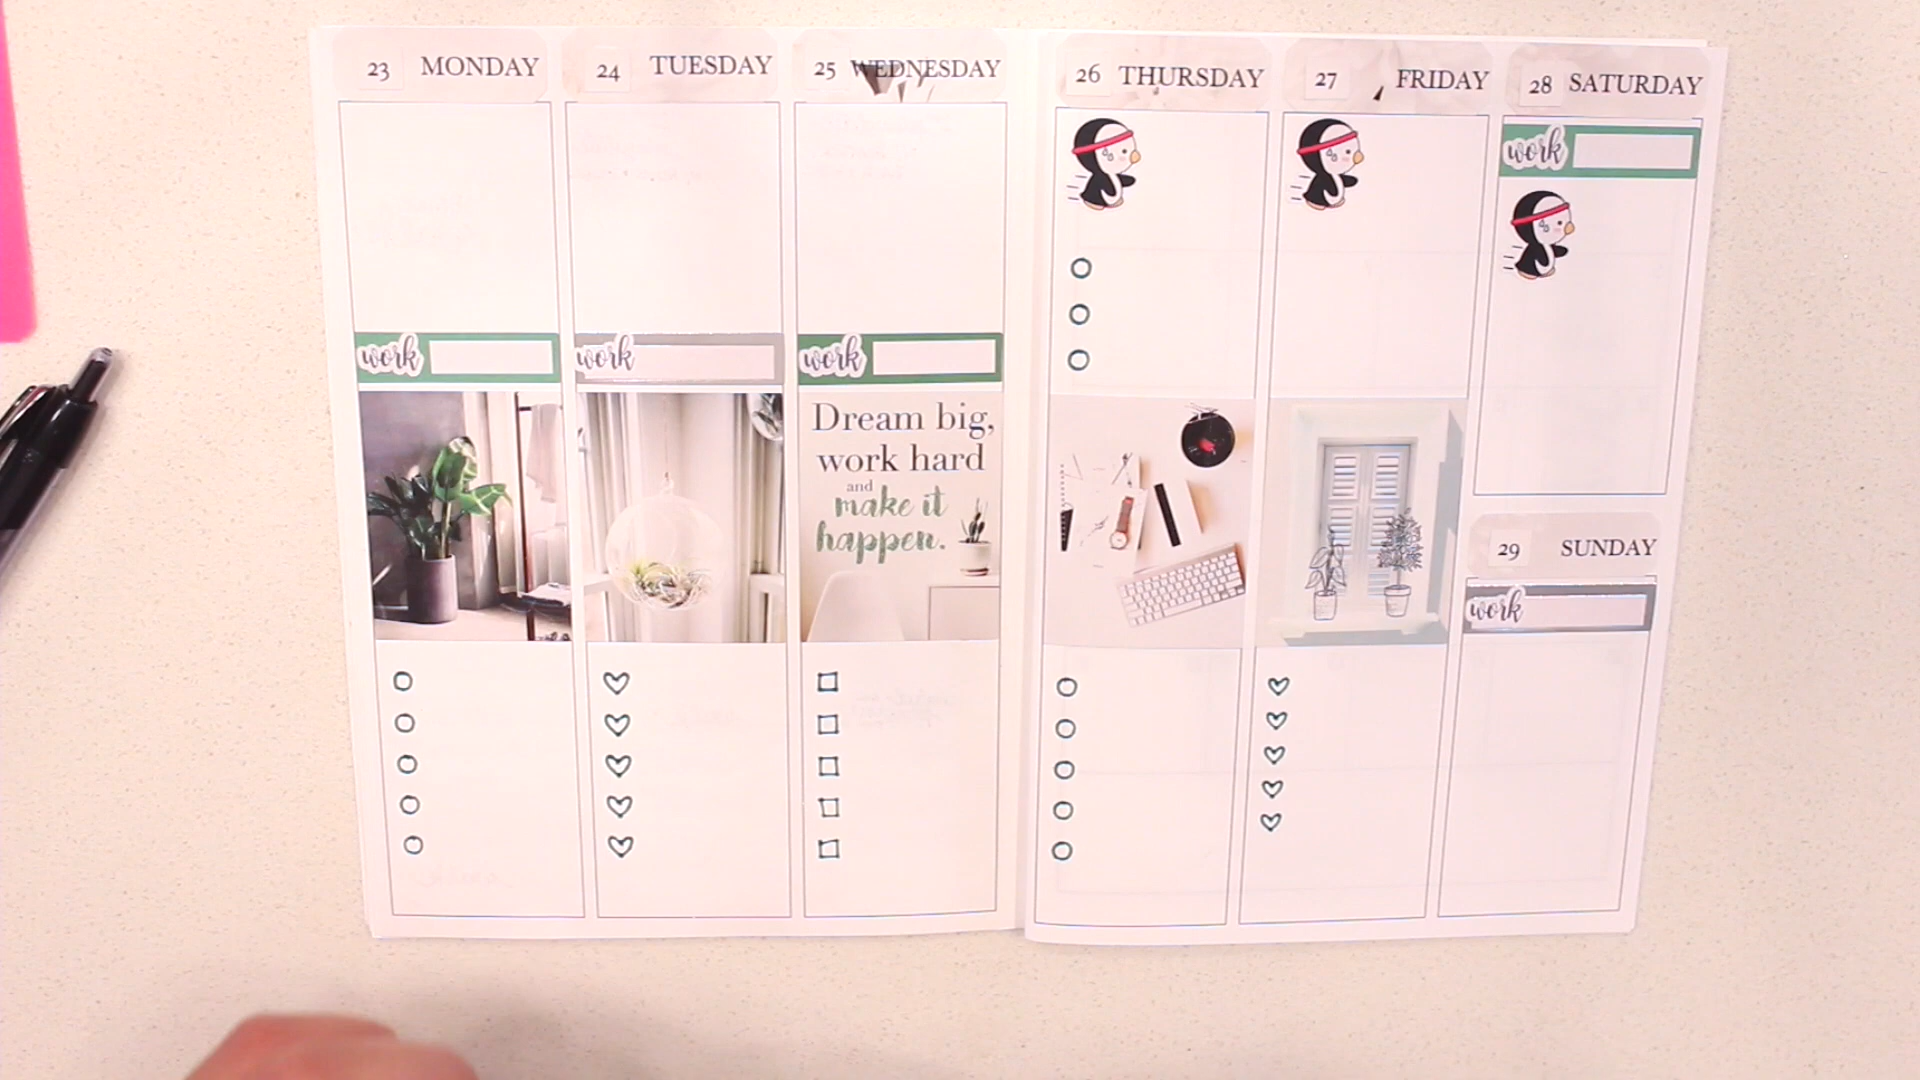 23 MONDAY
24 TUESDAY
25 WEDNESDAY
26 THURSDAY
27 FRIDAY
28 SATURDAY
work
work
work
work
Dream big,
work hard
and
make it
happen.
29 SUNDAY
work